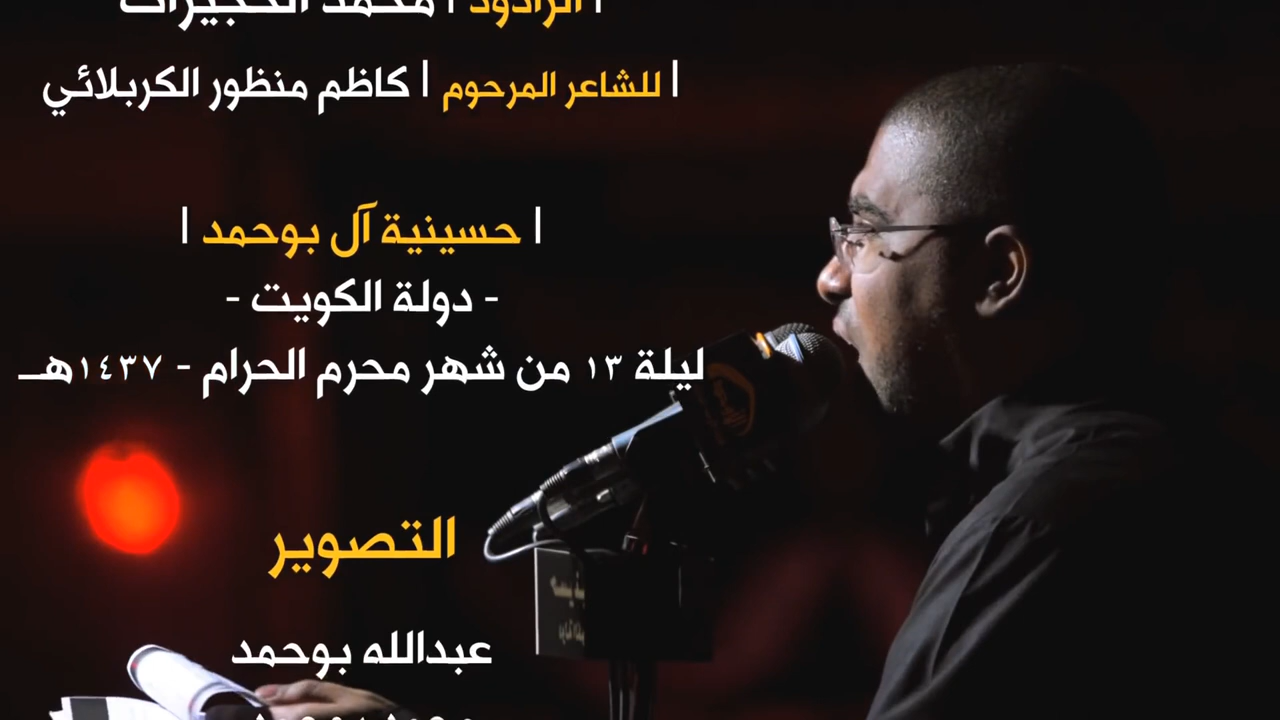 | الرادود | محمد الحجيرات
| للشاعر المرحوم | كاظم منظور الكربلائي
| حسينية آل بوحمد |
- دولة الكويت -
ليلة ١٣ من شهر محرم الحرام - ١٤٣٧هـ
التصوير
عبدالله بوحمد